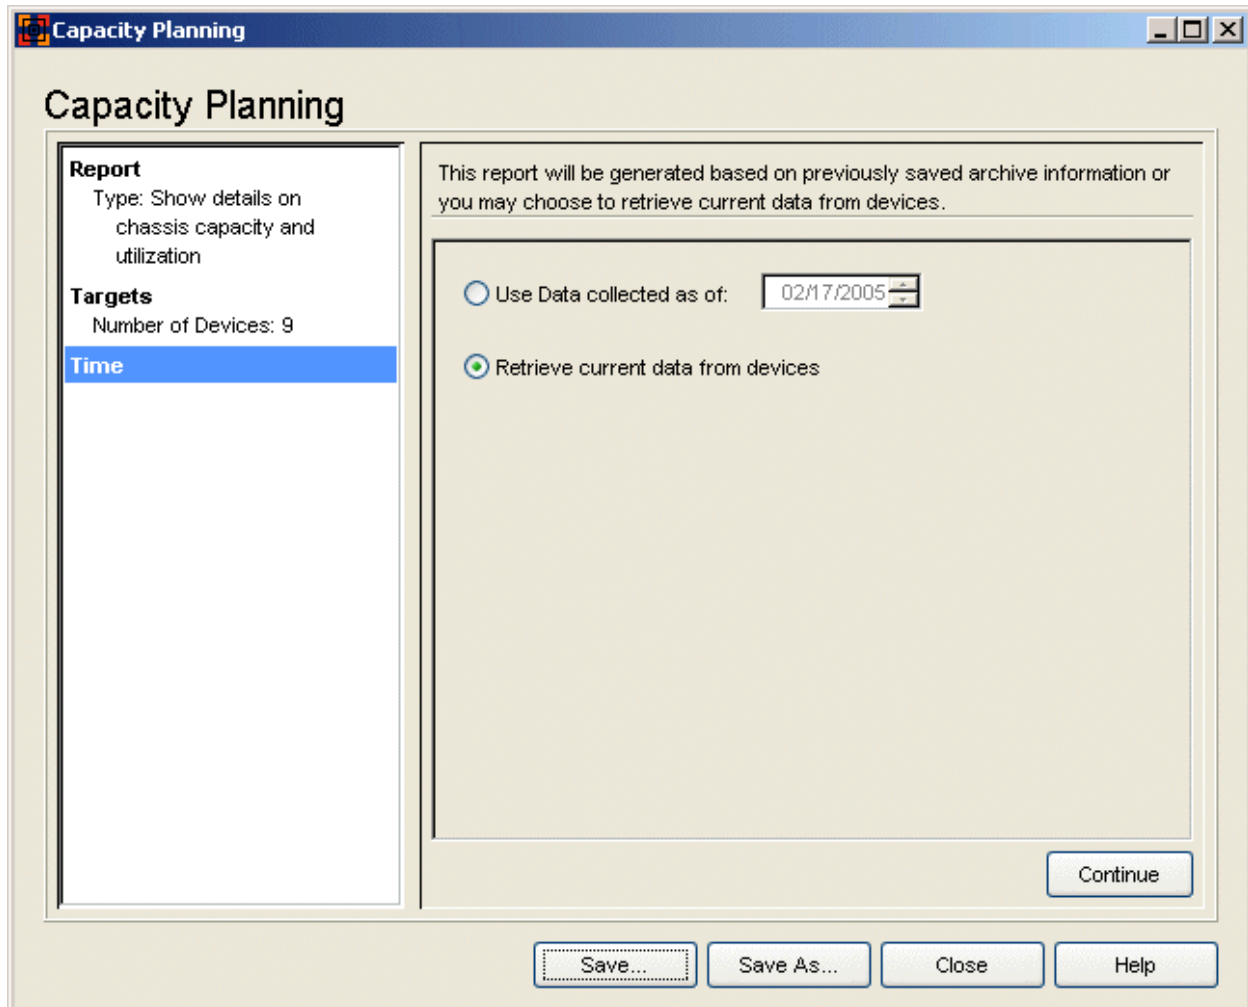 Capacity Planning
Capacity Planning
Report
Type: Show details on
chassis capacity and
utilization
Targets
Number of Devices: 9
Time
This report will be generated based on previously saved archive information or
you may choose to retrieve current data from devices.
Use Data collected as of: 02/17/2005
Retrieve current data from devices
Continue
Save... Save As... Close Help